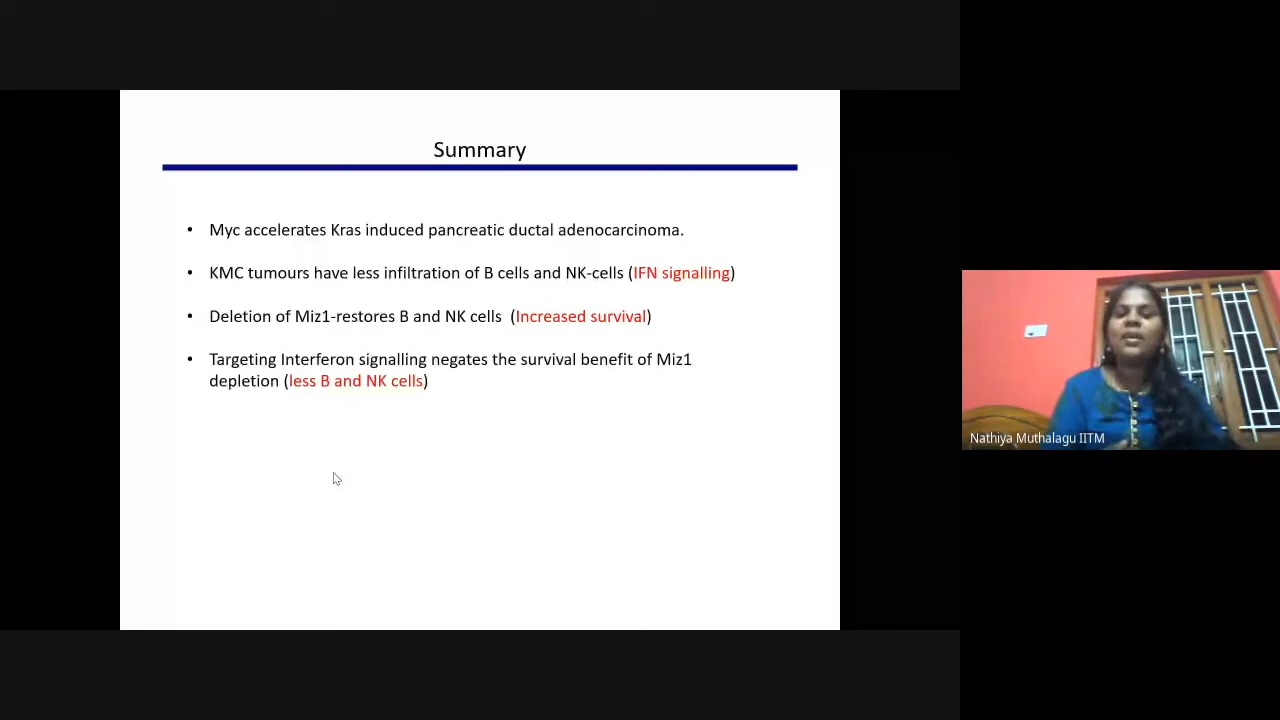 Summary
• Myc accelerates Kras induced pancreatic ductal adenocarcinoma.
• KMC tumours have less infiltration of B cells and NK-cells (IFN signalling)
• Deletion of Miz1-restores B and NK cells (Increased survival)
• Targeting Interferon signalling negates the survival benefit of Miz1
depletion (less B and NK cells)
Nathiya Muthalagu IITM